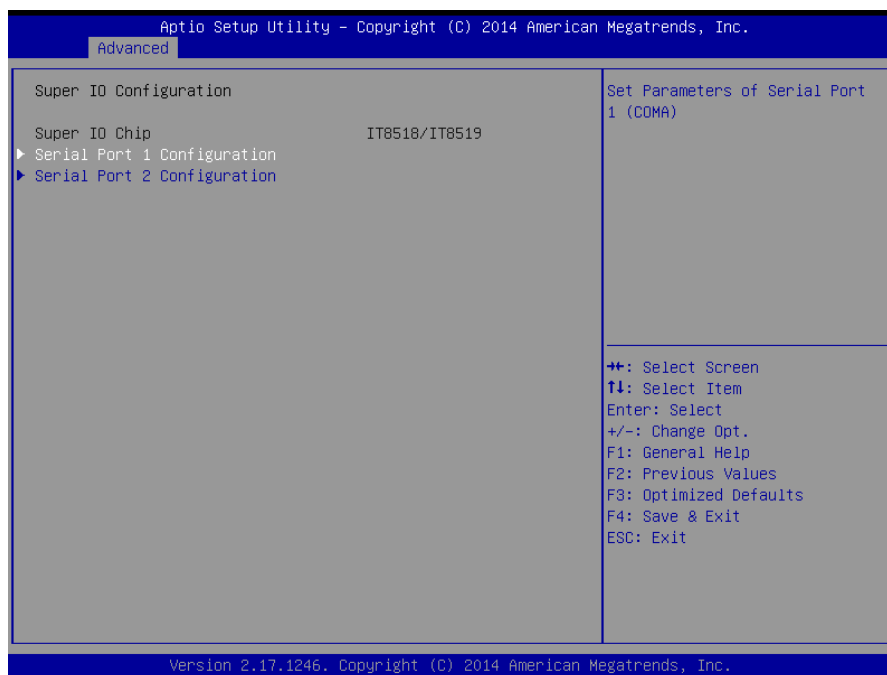 Aptio Setup Utility – Copyright (C) 2014 American Megatrends, Inc.
Advanced
Super IO Configuration
Super IO Chip IT8518/IT8519
▶ Serial Port 1 Configuration
▶ Serial Port 2 Configuration
Set Parameters of Serial Port
1 (COMA)
→←: Select Screen
↑↓: Select Item
Enter: Select
+/-: Change Opt.
F1: General Help
F2: Previous Values
F3: Optimized Defaults
F4: Save & Exit
ESC: Exit
Version 2.17.1246. Copyright (C) 2014 American Megatrends, Inc.